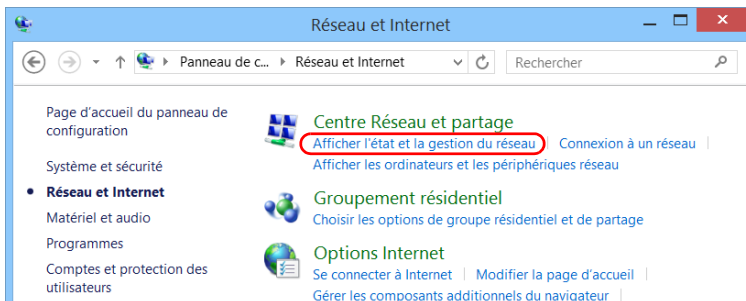 Réseau et Internet
Panneau de c... Réseau et Internet Rechercher
Page d'accueil du panneau de
configuration
Système et sécurité
Réseau et Internet
Matériel et audio
Programmes
Comptes et protection des
utilisateurs
Centre Réseau et partage
Afficher l'état et la gestion du réseau Connexion à un réseau
Afficher les ordinateurs et les périphériques réseau
Groupement résidentiel
Choisir les options de groupe résidentiel et de partage
Options Internet
Se connecter à Internet Modifier la page d'accueil
Gérer les composants additionnels du navigateur